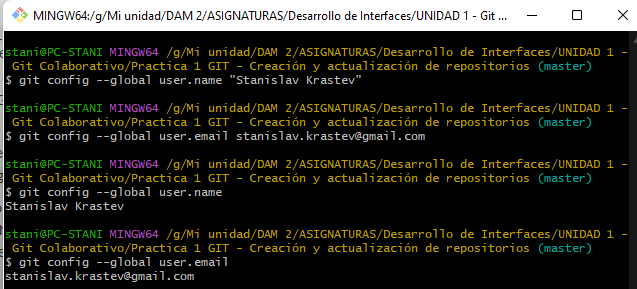 MINGW64:/g/Mi unidad/DAM 2/ASIGNATURAS/Desarrollo de Interfaces/UNIDAD 1 - Git ...
stani@PC-STANI MINGW64 /g/Mi unidad/DAM 2/ASIGNATURAS/Desarrollo de Interfaces/UNIDAD 1 -
Git Colaborativo/Practica 1 GIT - Creación y actualización de repositorios (master)
$ git config --global user.name "Stanislav Krastev"
stani@PC-STANI MINGW64 /g/Mi unidad/DAM 2/ASIGNATURAS/Desarrollo de Interfaces/UNIDAD 1 -
Git Colaborativo/Practica 1 GIT - Creación y actualización de repositorios (master)
$ git config --global user.email stanislav.krastev@gmail.com
stani@PC-STANI MINGW64 /g/Mi unidad/DAM 2/ASIGNATURAS/Desarrollo de Interfaces/UNIDAD 1 -
Git Colaborativo/Practica 1 GIT - Creación y actualización de repositorios (master)
$ git config --global user.name
Stanislav Krastev
stani@PC-STANI MINGW64 /g/Mi unidad/DAM 2/ASIGNATURAS/Desarrollo de Interfaces/UNIDAD 1 -
Git Colaborativo/Practica 1 GIT - Creación y actualización de repositorios (master)
$ git config --global user.email
stanislav.krastev@gmail.com